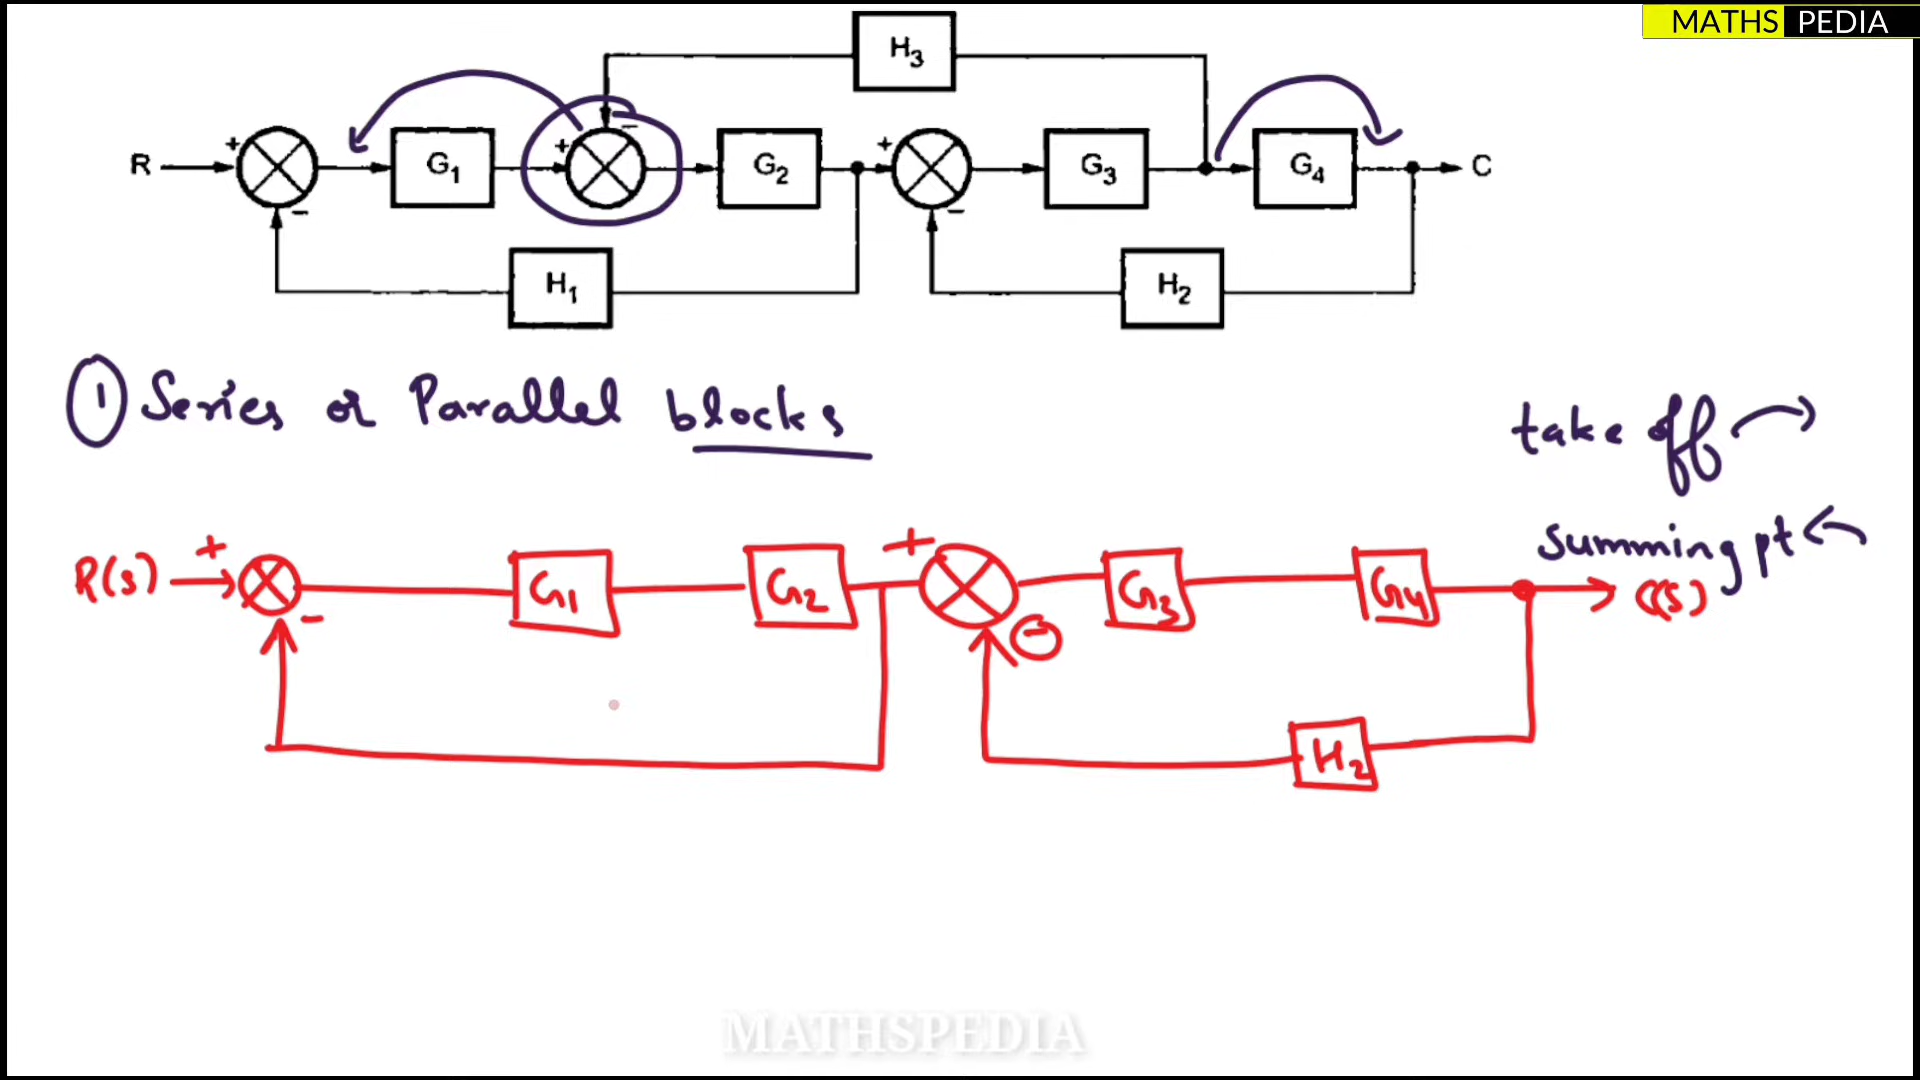 MATHS PEDIA
H3
R + − G1 + − G2 + − G3 G4 C
H1 H2
① Series or Parallel blocks
take off →
summing pt ←
R(s) + − G1 G2 + − G3 G4 C(s)
H2
MATHSPEDIA